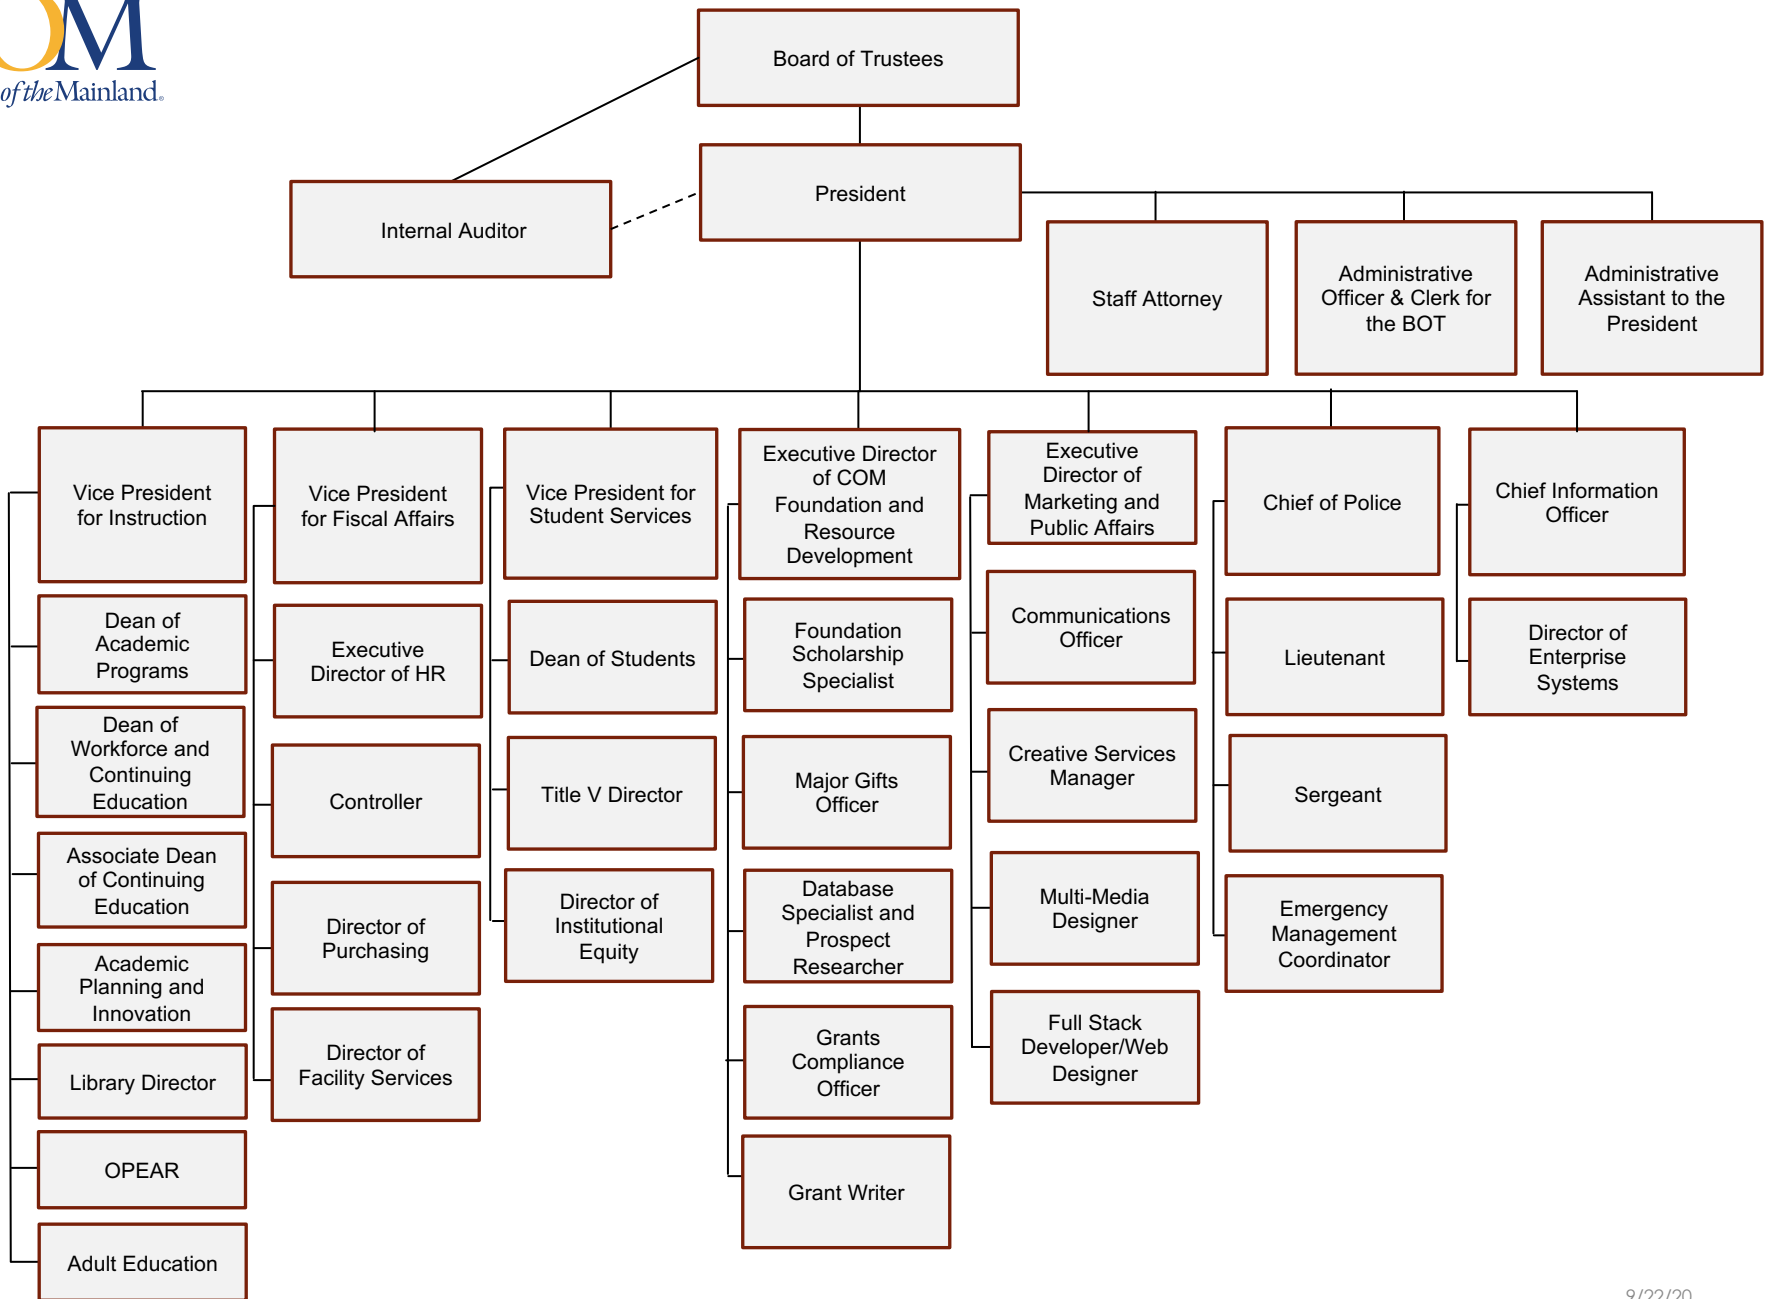 OM
of the Mainland
Board of Trustees
President
Internal Auditor
Staff Attorney
Administrative
Officer & Clerk for
the BOT
Administrative
Assistant to the
President
Vice President
for Instruction
Vice President
for Fiscal Affairs
Vice President for
Student Services
Executive Director
of COM
Foundation and
Resource
Development
Executive
Director of
Marketing and
Public Affairs
Chief of Police
Chief Information
Officer
Dean of
Academic
Programs
Dean of
Workforce and
Continuing
Education
Associate Dean
of Continuing
Education
Academic
Planning and
Innovation
Library Director
OPEAR
Adult Education
Executive
Director of HR
Controller
Director of
Purchasing
Director of
Facility Services
Dean of Students
Title V Director
Director of
Institutional
Equity
Foundation
Scholarship
Specialist
Major Gifts
Officer
Database
Specialist and
Prospect
Researcher
Grants
Compliance
Officer
Grant Writer
Communications
Officer
Creative Services
Manager
Multi-Media
Designer
Full Stack
Developer/Web
Designer
Lieutenant
Sergeant
Emergency
Management
Coordinator
Director of
Enterprise
Systems
9/22/20